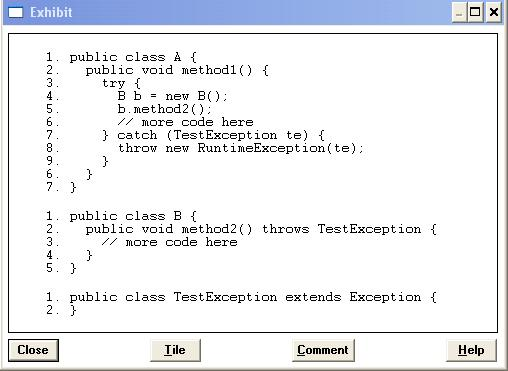 Exhibit
1. public class A {
2. public void method1() {
3. try {
4. B b = new B();
5. b.method2();
6. // more code here
7. } catch (TestException te) {
8. throw new RuntimeException(te);
9. }
6. }
7. }
1. public class B {
2. public void method2() throws TestException {
3. // more code here
4. }
5. }
1. public class TestException extends Exception {
2. }
Close Tile Comment Help